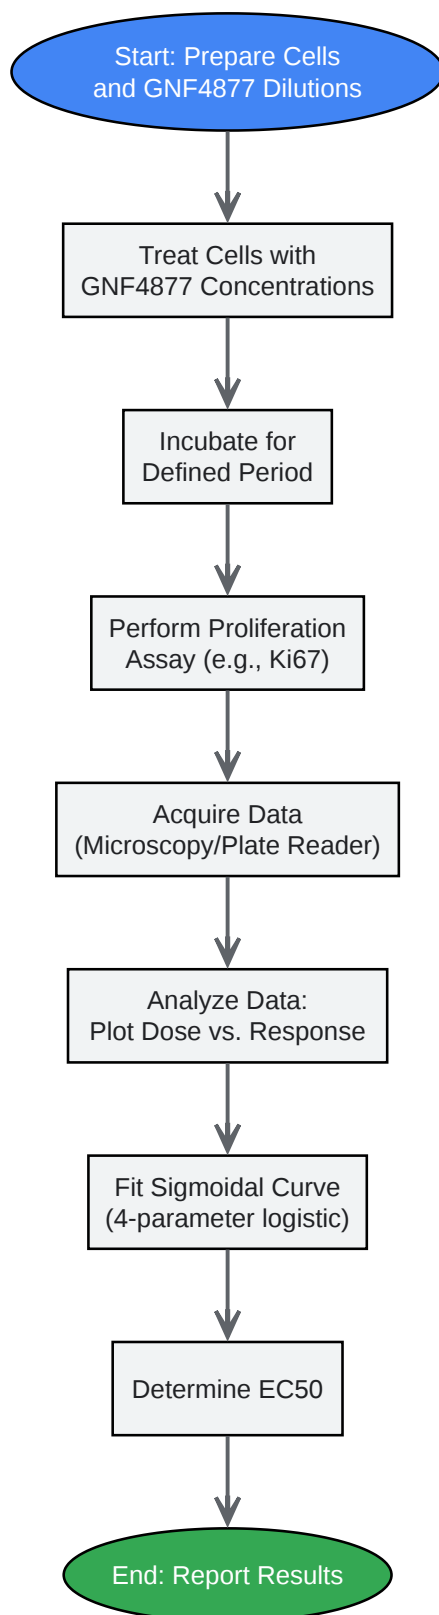 Start: Prepare Cells
and GNF4877 Dilutions
Treat Cells with
GNF4877 Concentrations
Incubate for
Defined Period
Perform Proliferation
Assay (e.g., Ki67)
Acquire Data
(Microscopy/Plate Reader)
Analyze Data:
Plot Dose vs. Response
Fit Sigmoidal Curve
(4-parameter logistic)
Determine EC50
End: Report Results